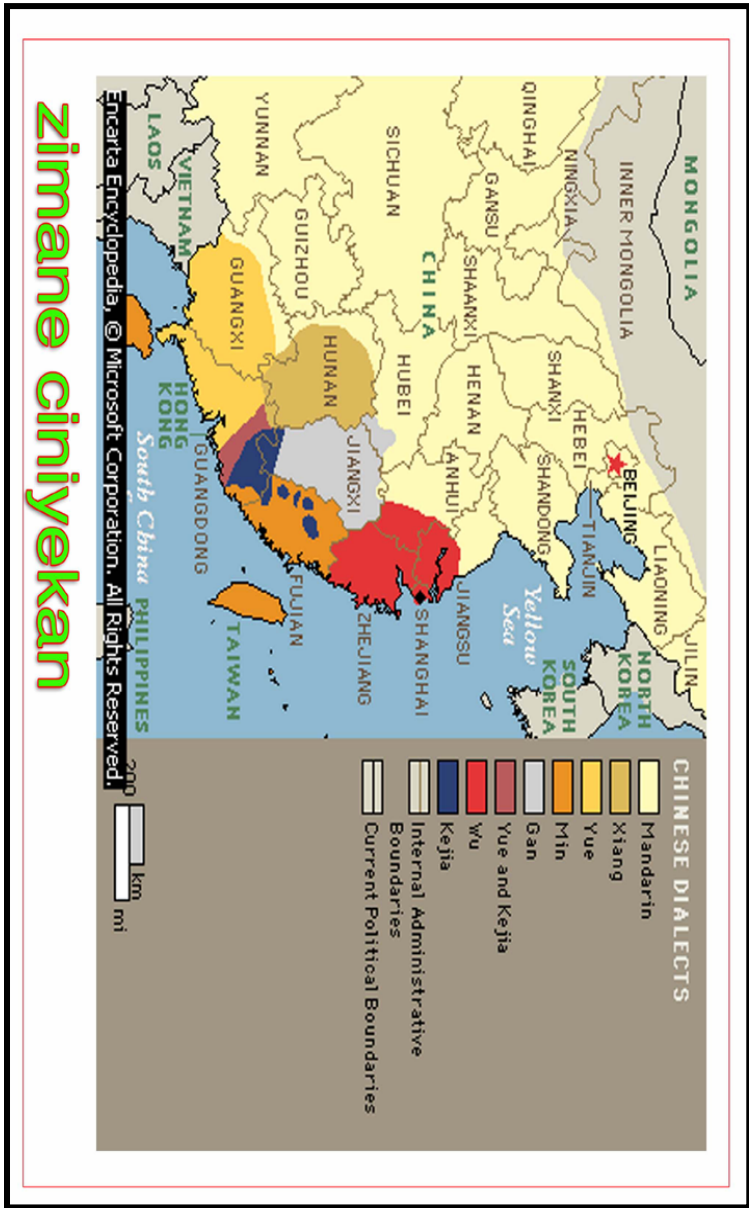 MONGOLIA
INNER MONGOLIA
QINGHAI
NINGXIA
GANSU
SHAANXI
SHANXI
HEBEI
BEIJING
TIANJIN
LIAONING
JILIN
NORTH
KOREA
SOUTH
KOREA
SHANDONG
Yellow
Sea
CHINA
HENAN
ANHUI
JIANGSU
SHANGHAI
SICHUAN
HUBEI
ZHEJIANG
YUNNAN
GUIZHOU
HUNAN
JIANGXI
FUJIAN
GUANGXI
GUANGDONG
TAIWAN
LAOS
VIETNAM
HONG
KONG
South China
PHILIPPINES
CHINESE DIALECTS
Mandarin
Xiang
Yue
Min
Gan
Yue and Kejia
Wu
Kejia
Internal Administrative
Boundaries
Current Political Boundaries
200
km
mi
Encarta Encyclopedia, © Microsoft Corporation. All Rights Reserved.
zimane ciniyekan